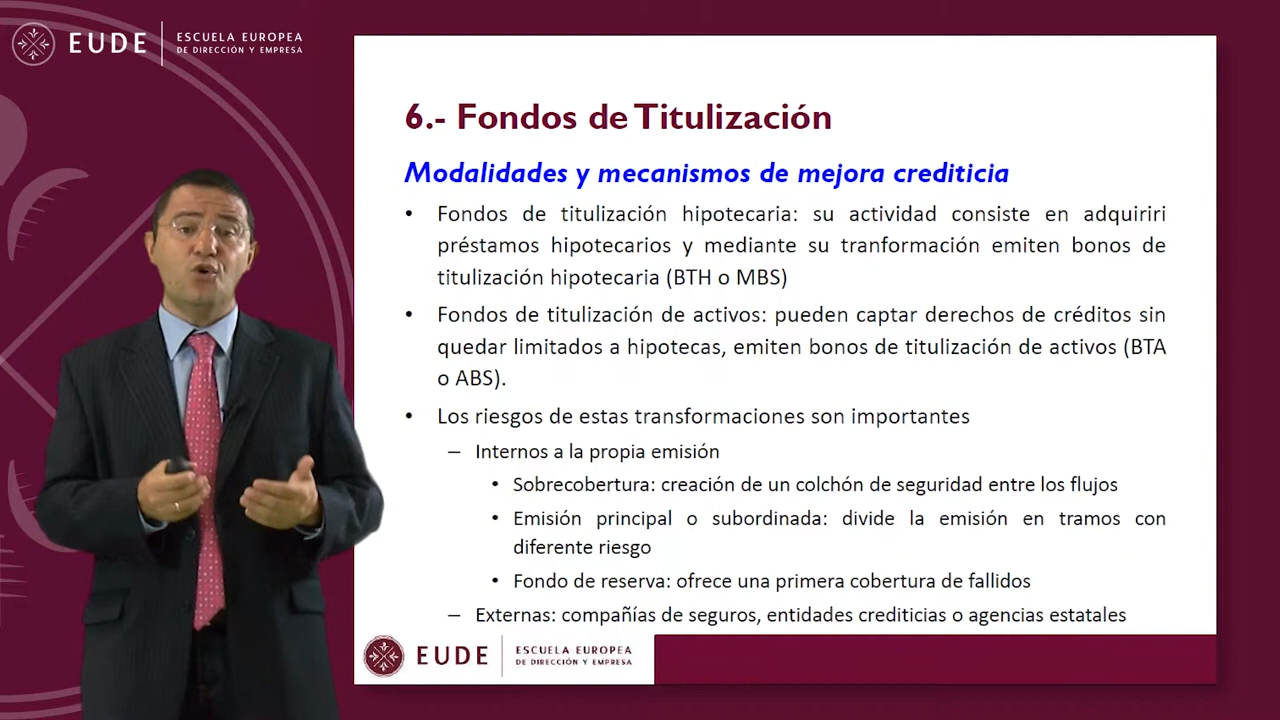 EUDE
ESCUELA EUROPEA
DE DIRECCIÓN Y EMPRESA
6.- Fondos de Titulización
Modalidades y mecanismos de mejora crediticia
• Fondos de titulización hipotecaria: su actividad consiste en adquiriri
préstamos hipotecarios y mediante su tranformación emiten bonos de
titulización hipotecaria (BTH o MBS)
• Fondos de titulización de activos: pueden captar derechos de créditos sin
quedar limitados a hipotecas, emiten bonos de titulización de activos (BTA
o ABS).
• Los riesgos de estas transformaciones son importantes
– Internos a la propia emisión
• Sobrecobertura: creación de un colchón de seguridad entre los flujos
• Emisión principal o subordinada: divide la emisión en tramos con
diferente riesgo
• Fondo de reserva: ofrece una primera cobertura de fallidos
– Externas: compañías de seguros, entidades crediticias o agencias estatales
EUDE
ESCUELA EUROPEA
DE DIRECCIÓN Y EMPRESA